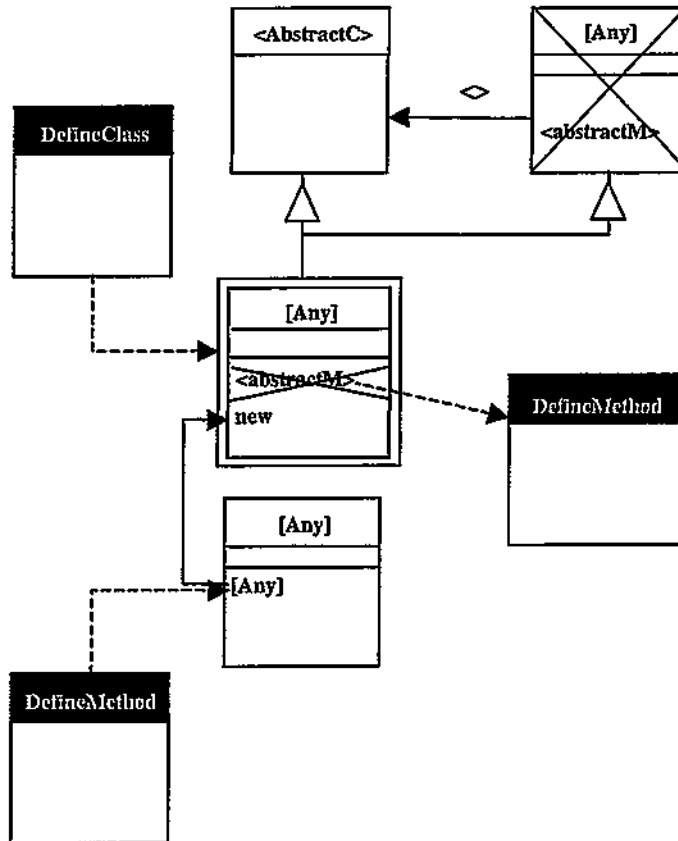 <AbstractC>
[Any]
<abstractM>
DefineClass
[Any]
<abstractM>
new
DefineMethod
[Any]
[Any]
DefineMethod